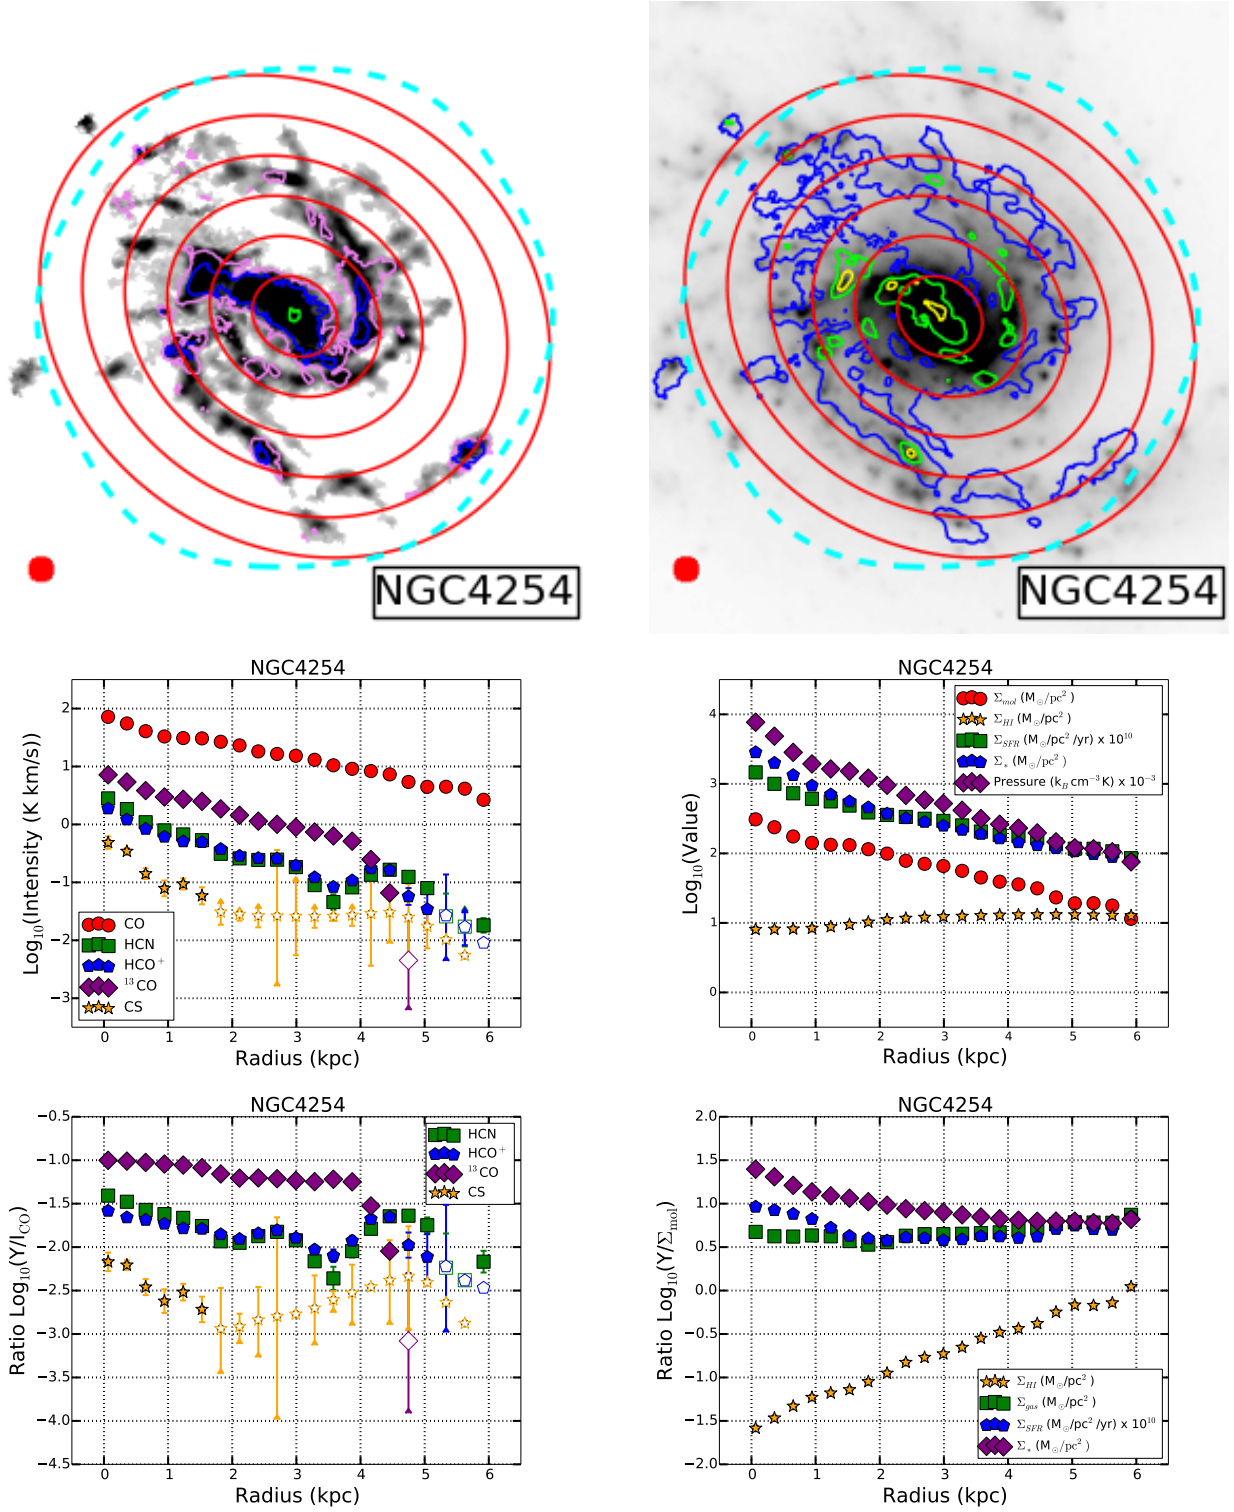 NGC4254
NGC4254
NGC4254
Log₁₀(Intensity (K km/s))
2
1
0
−1
−2
−3
CO
HCN
HCO⁺
¹³CO
CS
0 1 2 3 4 5 6
Radius (kpc)
NGC4254
Log₁₀(Value)
4
3
2
1
0
Σmol (M⊙/pc²)
ΣHI (M⊙/pc²)
ΣSFR (M⊙/pc²/yr) x 10¹⁰
Σ* (M⊙/pc²)
Pressure (kB cm⁻³ K) x 10⁻³
0 1 2 3 4 5 6
Radius (kpc)
NGC4254
Ratio Log₁₀(Y/ICO)
−0.5
−1.0
−1.5
−2.0
−2.5
−3.0
−3.5
−4.0
−4.5
HCN
HCO⁺
¹³CO
CS
0 1 2 3 4 5 6
Radius (kpc)
NGC4254
Ratio Log₁₀(Y/Σmol)
2.0
1.5
1.0
0.5
0.0
−0.5
−1.0
−1.5
−2.0
ΣHI (M⊙/pc²)
Σgas (M⊙/pc²)
ΣSFR (M⊙/pc²/yr) x 10¹⁰
Σ* (M⊙/pc²)
0 1 2 3 4 5 6
Radius (kpc)